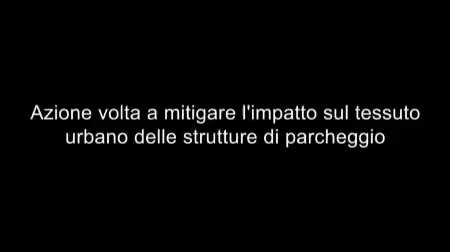 Azione volta a mitigare l'impatto sul tessuto
urbano delle strutture di parcheggio